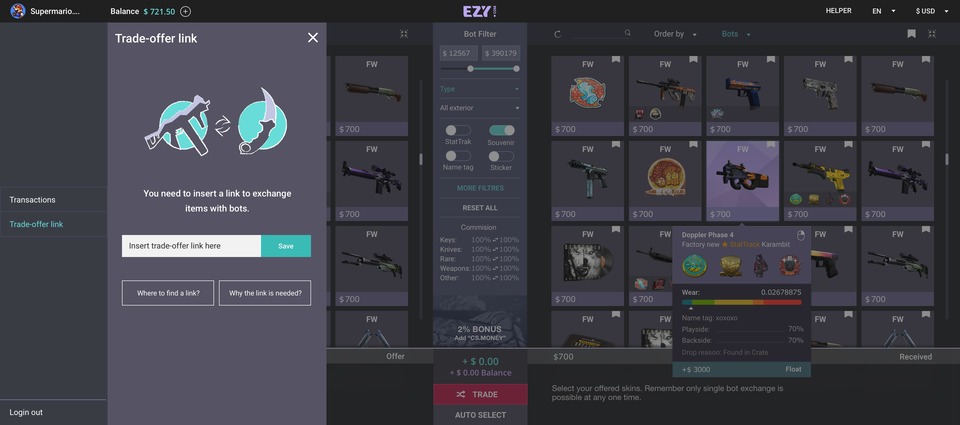 Supermario....
Balance $ 721.50
EZY
HELPER
EN
$ USD
Trade-offer link
You need to insert a link to exchange
items with bots.
Insert trade-offer link here
Save
Where to find a link?
Why the link is needed?
Transactions
Trade-offer link
Login out
FW
$ 700
FW
$ 700
FW
$ 700
FW
Offer
Bot Filter
$ 12567
$ 390179
Type
All exterior
StatTrak
Souvenir
Name tag
Sticker
MORE FILTRES
RESET ALL
Commision
Keys: 100% 100%
Knives: 100% 100%
Rare: 100% 100%
Weapons: 100% 100%
Other: 100% 100%
2% BONUS
Add "CS.MONEY"
+ $ 0.00
+ $ 0.00 Balance
TRADE
AUTO SELECT
Order by
Bots
FW FW FW FW FW
$ 700 $ 700 $ 700 $ 700 $ 700
FW FW FW FW FW
$ 700 $ 700 $ 700 $ 700 $ 700
FW FW FW
$ 700 $ 700 $ 700
FW FW FW
Doppler Phase 4
Factory new StatTrack Karambit
Wear: 0.02678875
Name tag: xoxoxo
Playside: 70%
Backside: 70%
Drop reason: Found in Crate
+$ 3000 Float
$700
Received
Select your offered skins. Remember only single bot exchange is
possible at any one time.